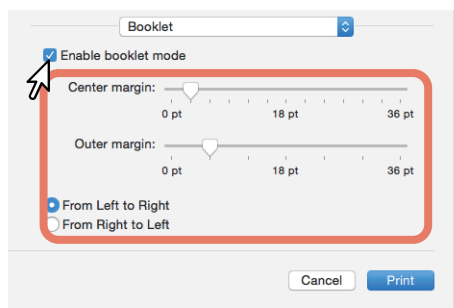 Booklet
Enable booklet mode
Center margin:
0 pt 18 pt 36 pt
Outer margin:
0 pt 18 pt 36 pt
From Left to Right
From Right to Left
Cancel Print